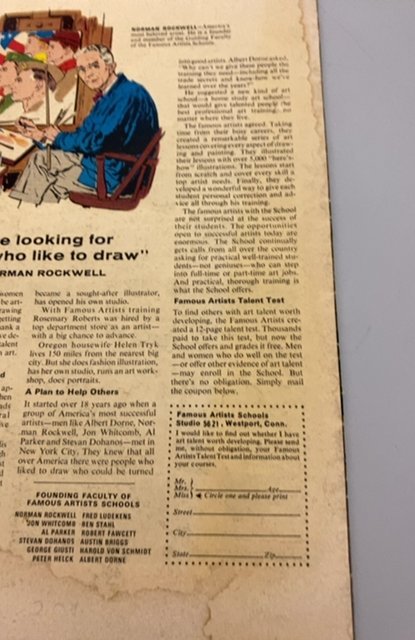 NORMAN ROCKWELL—America's
most beloved artist. He is a founder
and member of the Guiding Faculty
of the Famous Artists Schools.
e looking for
who like to draw"
RMAN ROCKWELL
women
became a sought-after illustrator,
has opened his own studio.
With Famous Artists training
Rosemary Roberts was hired by a
top department store as an artist—
with a big chance to advance.
Oregon housewife Helen Tryk
lives 150 miles from the nearest big
city. But she does fashion illustration,
has her own studio, runs an art work-
shop, does portraits.
A Plan to Help Others
It started over 18 years ago when a
group of America's most successful
artists—men like Albert Dorne, Nor-
man Rockwell, Jon Whitcomb, Al
Parker and Stevan Dohanos—met in
New York City. They knew that all
over America there were people who
liked to draw who could be turned
FOUNDING FACULTY OF
FAMOUS ARTISTS SCHOOLS
NORMAN ROCKWELL FRED LUDEKENS
JON WHITCOMB BEN STAHL
AL PARKER ROBERT FAWCETT
STEVAN DOHANOS AUSTIN BRIGGS
GEORGE GIUSTI HAROLD VON SCHMIDT
PETER HELCK ALBERT DORNE
into good artists. Albert Dorne asked,
"Why can't we give these people the
training they need—including all the
trade secrets and know-how we've
learned over the years?"
He suggested a new kind of art
school—a home study art school—
that would give talented people the
best professional art training, no
matter where they live.
The famous artists agreed. Taking
time from their busy careers, they
created a remarkable series of art
lessons covering every aspect of draw-
ing and painting. They illustrated
their lessons with over 5,000 "here's-
how" illustrations. The lessons start
from scratch and cover every skill a
top artist needs. Finally, they de-
veloped a wonderful way to give each
student personal correction and ad-
vice all through his training.
The famous artists with the School
are not surprised at the success of
their students. The opportunities
open to successful artists today are
enormous. The School continually
gets calls from all over the country
asking for practical well-trained stu-
dents—not geniuses—who can step
into full-time or part-time art jobs.
And practical, thorough training is
what the School offers.
Famous Artists Talent Test
To find others with art talent worth
developing, the Famous Artists cre-
ated a 12-page talent test. Thousands
paid to take this test, but now the
School offers and grades it free. Men
and women who do well on the test
—or offer other evidence of art talent
—may enroll in the School. But
there's no obligation. Simply mail
the coupon below.
Famous Artists Schools
Studio 5621, Westport, Conn.
I would like to find out whether I have
art talent worth developing. Please send
me, without obligation, your Famous
Artists Talent Test and information about
your courses.
Mr.
Mrs. Age
Miss Circle one and please print
Street
City
State Zip